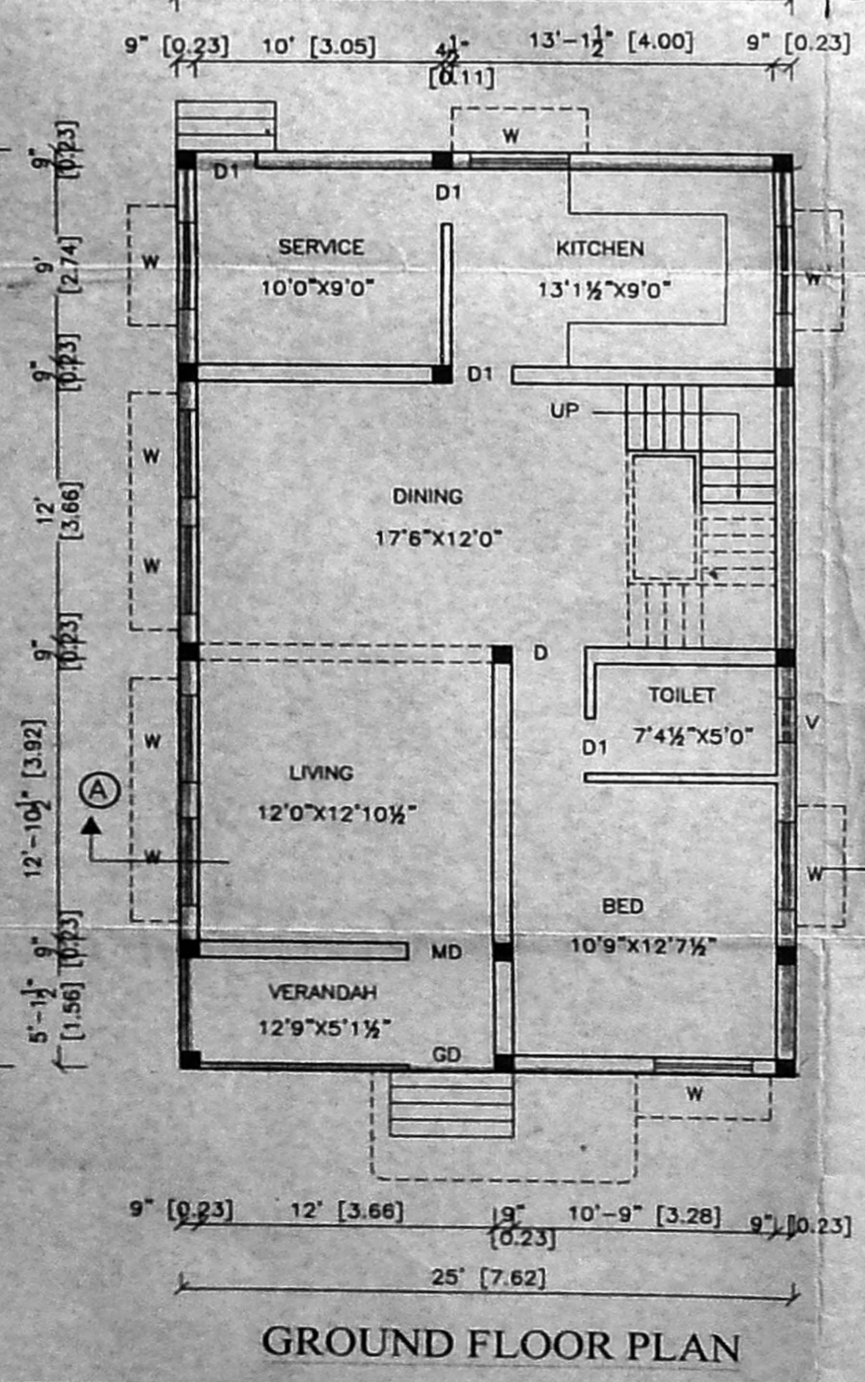 9" [0.23] 10' [3.05] 4½" 13'-1½" [4.00] 9" [0.23]
[0.11]
W
9" [0.23]
D1
D1
9' [2.74]
W
SERVICE
10'0"X9'0"
KITCHEN
13'1½"X9'0"
W
9" [0.23]
D1
UP
W
12' [3.66]
DINING
17'6"X12'0"
W
9" [0.23]
D
TOILET
7'4½"X5'0"
V
D1
W
12'-10½" [3.92]
A
LIVING
12'0"X12'10½"
W
W
BED
10'9"X12'7½"
9" [0.23]
MD
5'-1½" [1.56]
VERANDAH
12'9"X5'1½"
GD
W
9" [0.23] 12' [3.66] 9" 10'-9" [3.28] 9" [0.23]
[0.23]
25' [7.62]
GROUND FLOOR PLAN